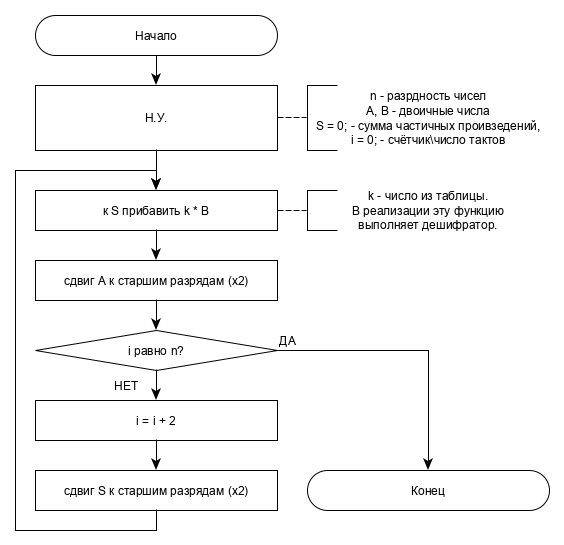 Начало
Н.У.
n - раздрность чисел
А, В - двоичные числа
S = 0; - сумма частичных произведений,
i = 0; - счётчик\число тактов
к S прибавить k * B
k - число из таблицы.
В реализации эту функцию
выполняет дешифратор.
сдвиг А к старшим разрядам (х2)
i равно n?
ДА
НЕТ
i = i + 2
сдвиг S к старшим разрядам (х2)
Конец